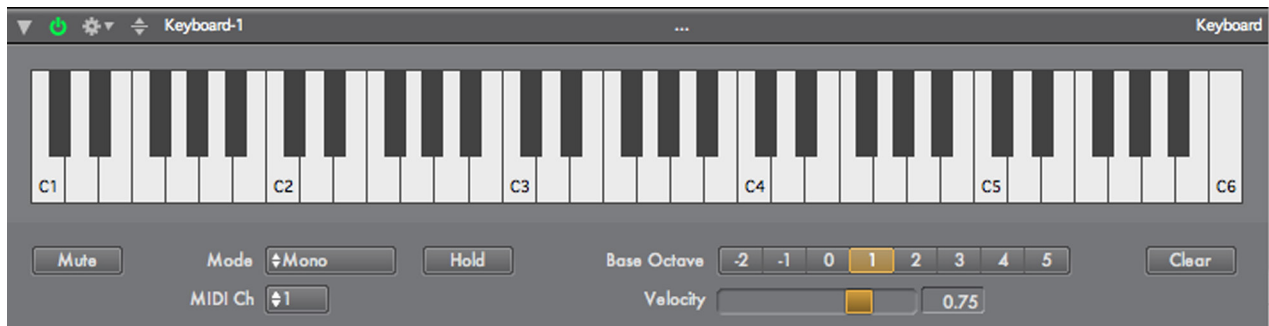 Keyboard-1 ... Keyboard
C1 C2 C3 C4 C5 C6
Mute Mode Mono Hold Base Octave -2 -1 0 1 2 3 4 5 Clear
MIDI Ch 1 Velocity 0.75